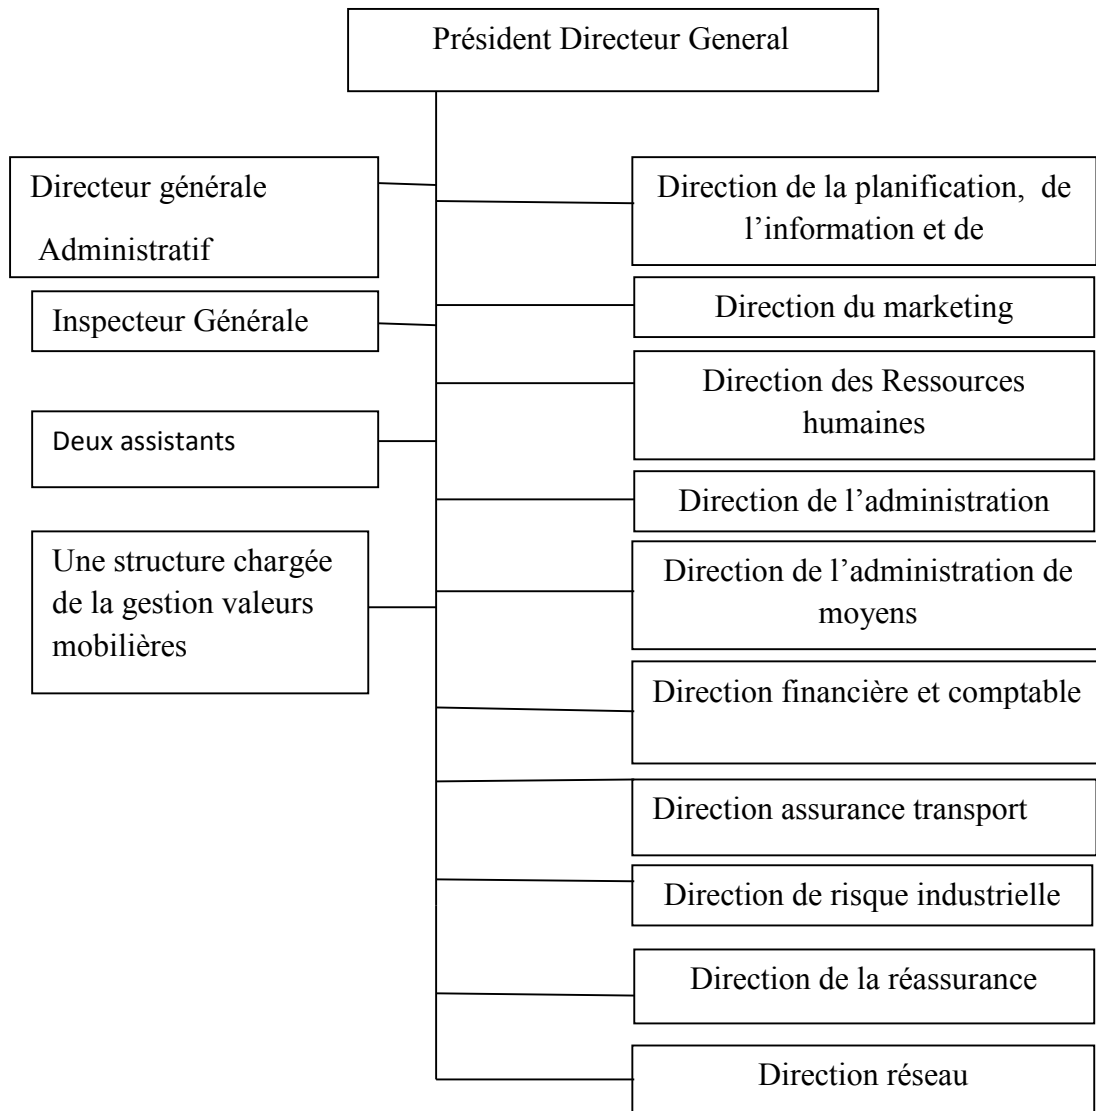 Président Directeur General
Directeur générale
Administratif
Inspecteur Générale
Deux assistants
Une structure chargée
de la gestion valeurs
mobilières
Direction de la planification, de
l’information et de
Direction du marketing
Direction des Ressources
humaines
Direction de l’administration
Direction de l’administration de
moyens
Direction financière et comptable
Direction assurance transport
Direction de risque industrielle
Direction de la réassurance
Direction réseau